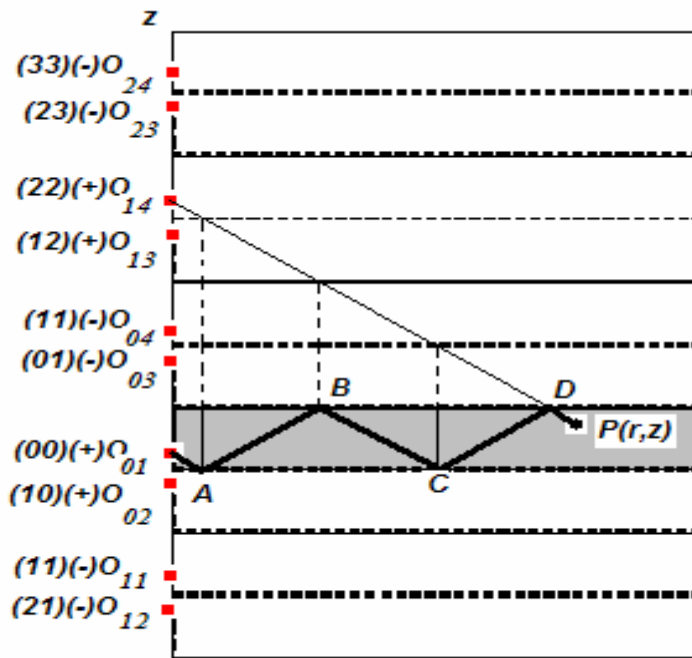 z
(33)(-)O24
(23)(-)O23
(22)(+)O14
(12)(+)O13
(11)(-)O04
(01)(-)O03
B
D
P(r,z)
(00)(+)O01
A
C
(10)(+)O02
(11)(-)O11
(21)(-)O12